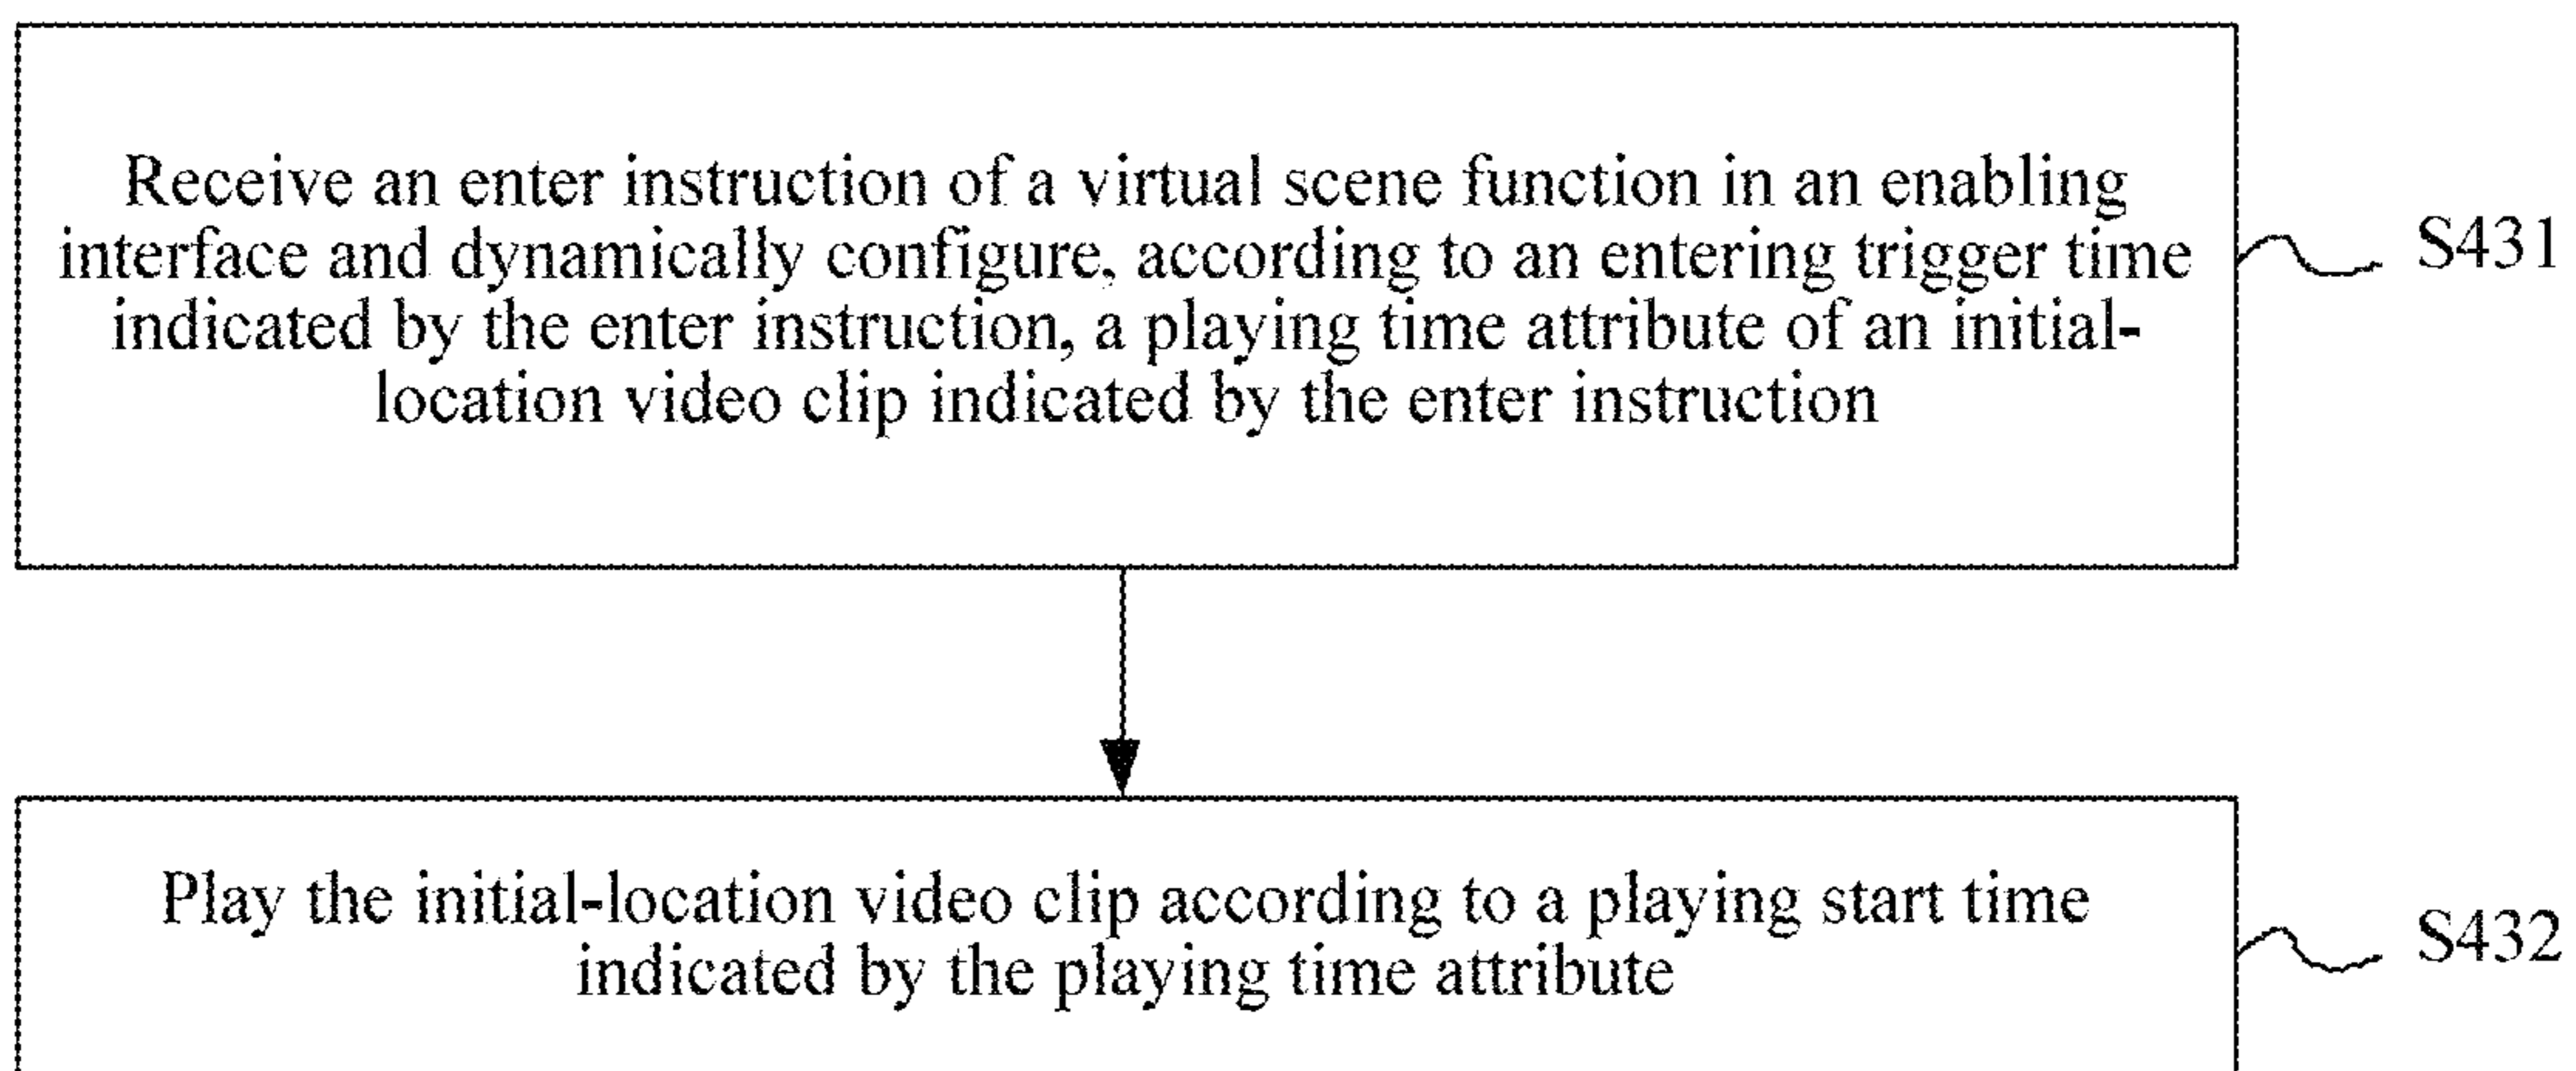 Receive an enter instruction of a virtual scene function in an enabling
interface and dynamically configure, according to an entering trigger time
indicated by the enter instruction, a playing time attribute of an initial-
location video clip indicated by the enter instruction
S431
Play the initial-location video clip according to a playing start time
indicated by the playing time attribute
S432